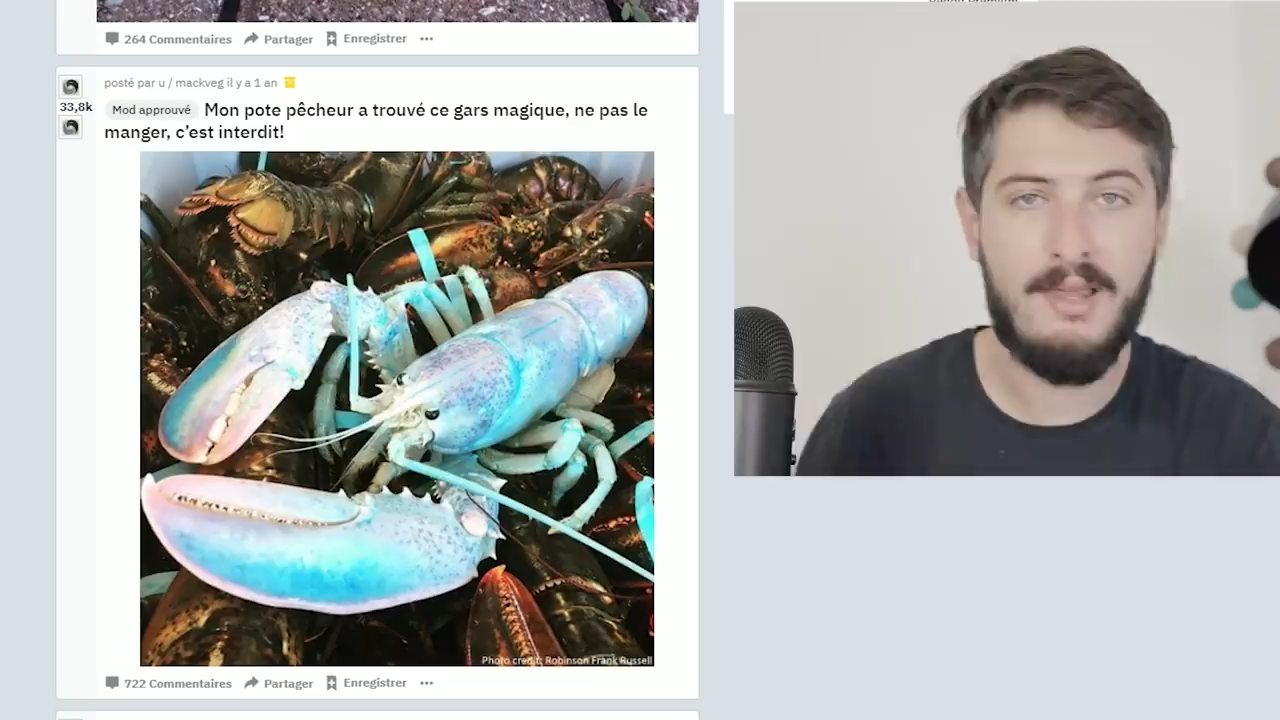 264 Commentaires Partager Enregistrer
posté par u / mackveg il y a 1 an
33,8k
Mod approuvé Mon pote pêcheur a trouvé ce gars magique, ne pas le
manger, c’est interdit!
Photo credit: Robinson Frank Russell
722 Commentaires Partager Enregistrer